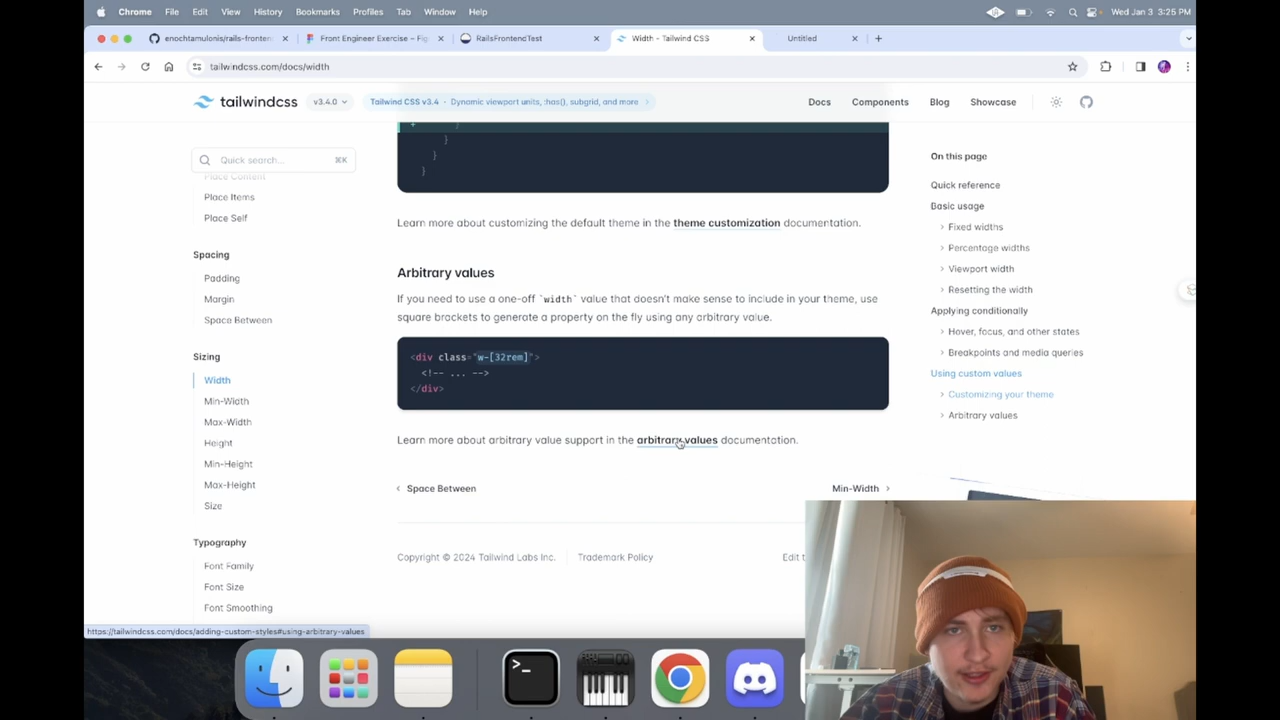 Chrome File Edit View History Bookmarks Profiles Tab Window Help Wed Jan 3 3:25 PM
enochtamulonis/rails-fronten Front Engineer Exercise – Fig RailsFrontendTest Width - Tailwind CSS Untitled
tailwindcss.com/docs/width
tailwindcss v3.4.0 Tailwind CSS v3.4 · Dynamic viewport units, :has(), subgrid, and more Docs Components Blog Showcase
+ }
}
}
}
Quick search... ⌘K
Place Content
Place Items
Place Self
Spacing
Padding
Margin
Space Between
Sizing
Width
Min-Width
Max-Width
Height
Min-Height
Max-Height
Size
Typography
Font Family
Font Size
Font Smoothing
Learn more about customizing the default theme in the theme customization documentation.
Arbitrary values
If you need to use a one-off `width` value that doesn't make sense to include in your theme, use
square brackets to generate a property on the fly using any arbitrary value.
<div class="w-[32rem]">
<!-- ... -->
</div>
Learn more about arbitrary value support in the arbitrary values documentation.
Space Between Min-Width
Copyright © 2024 Tailwind Labs Inc. Trademark Policy Edit t
On this page
Quick reference
Basic usage
Fixed widths
Percentage widths
Viewport width
Resetting the width
Applying conditionally
Hover, focus, and other states
Breakpoints and media queries
Using custom values
Customizing your theme
Arbitrary values
https://tailwindcss.com/docs/adding-custom-styles#using-arbitrary-values